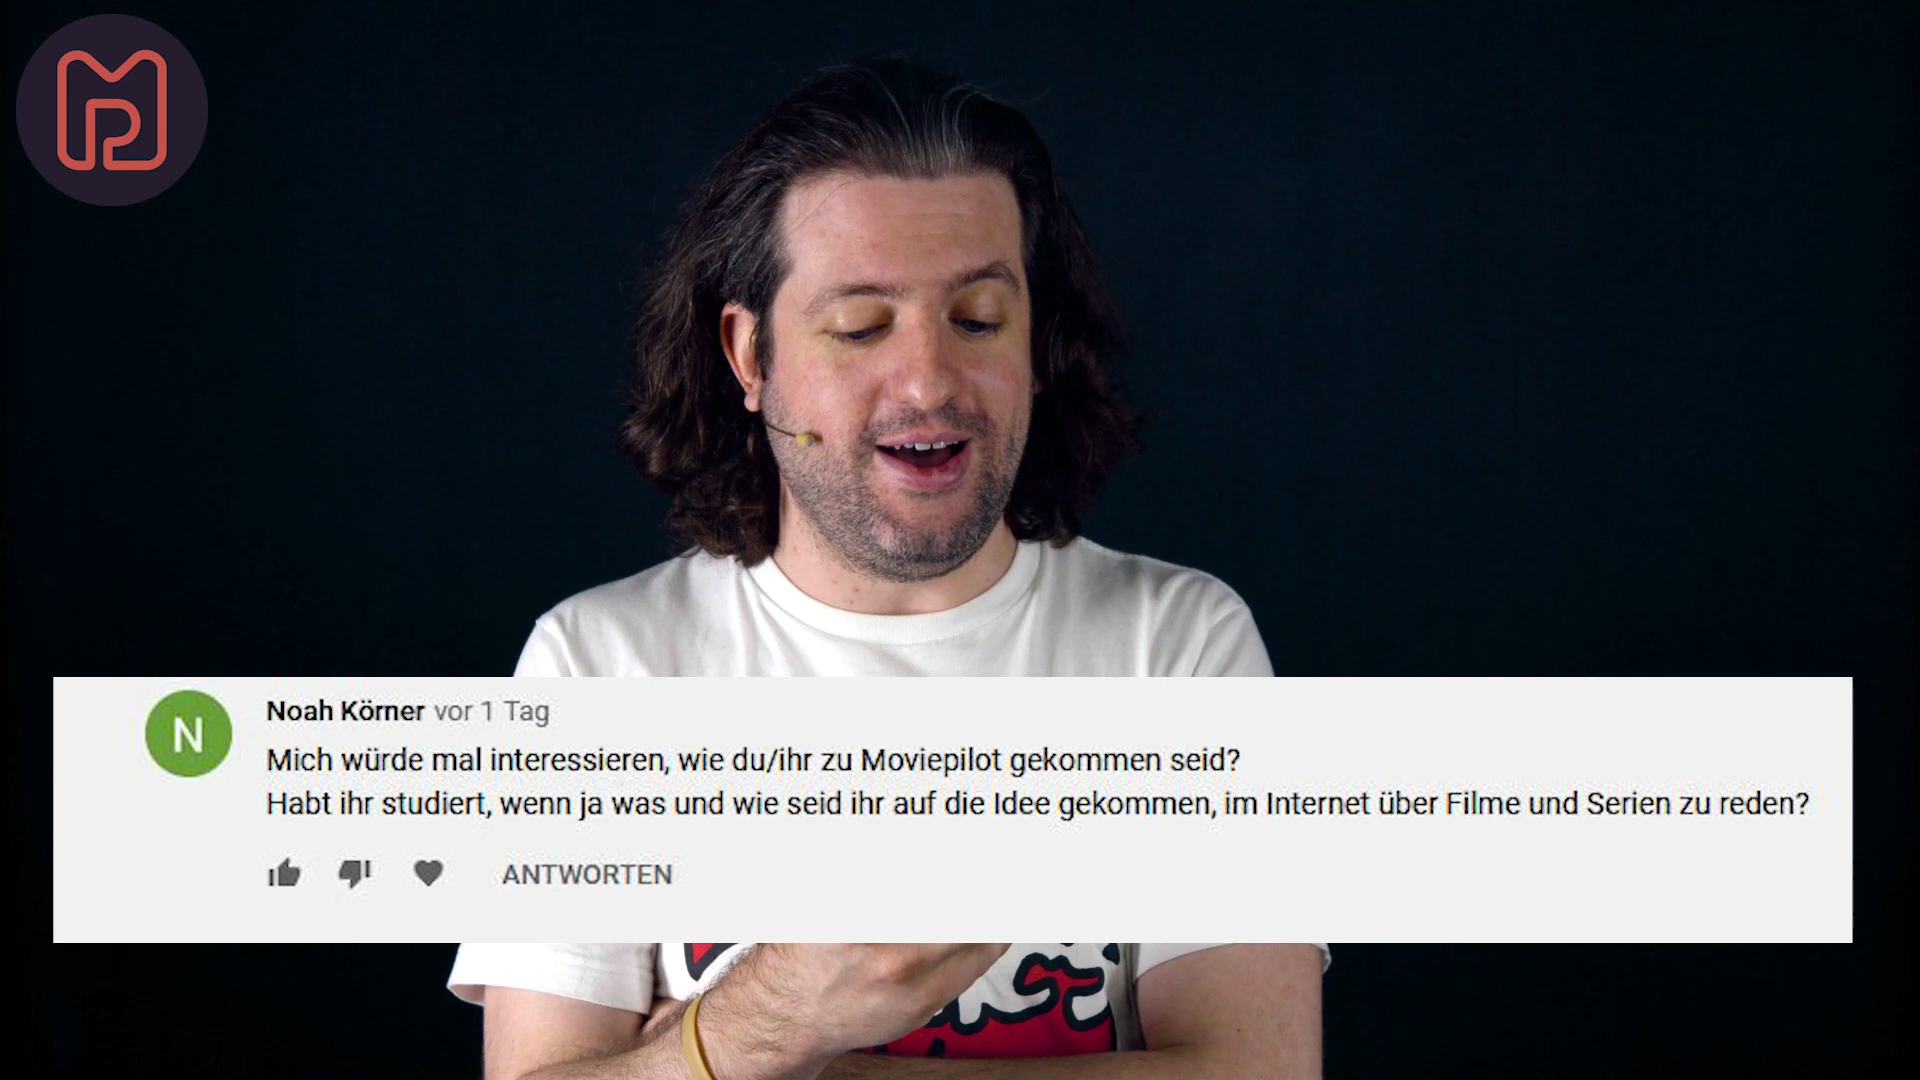 MP
N
Noah Körner vor 1 Tag
Mich würde mal interessieren, wie du/ihr zu Moviepilot gekommen seid?
Habt ihr studiert, wenn ja was und wie seid ihr auf die Idee gekommen, im Internet über Filme und Serien zu reden?
ANTWORTEN